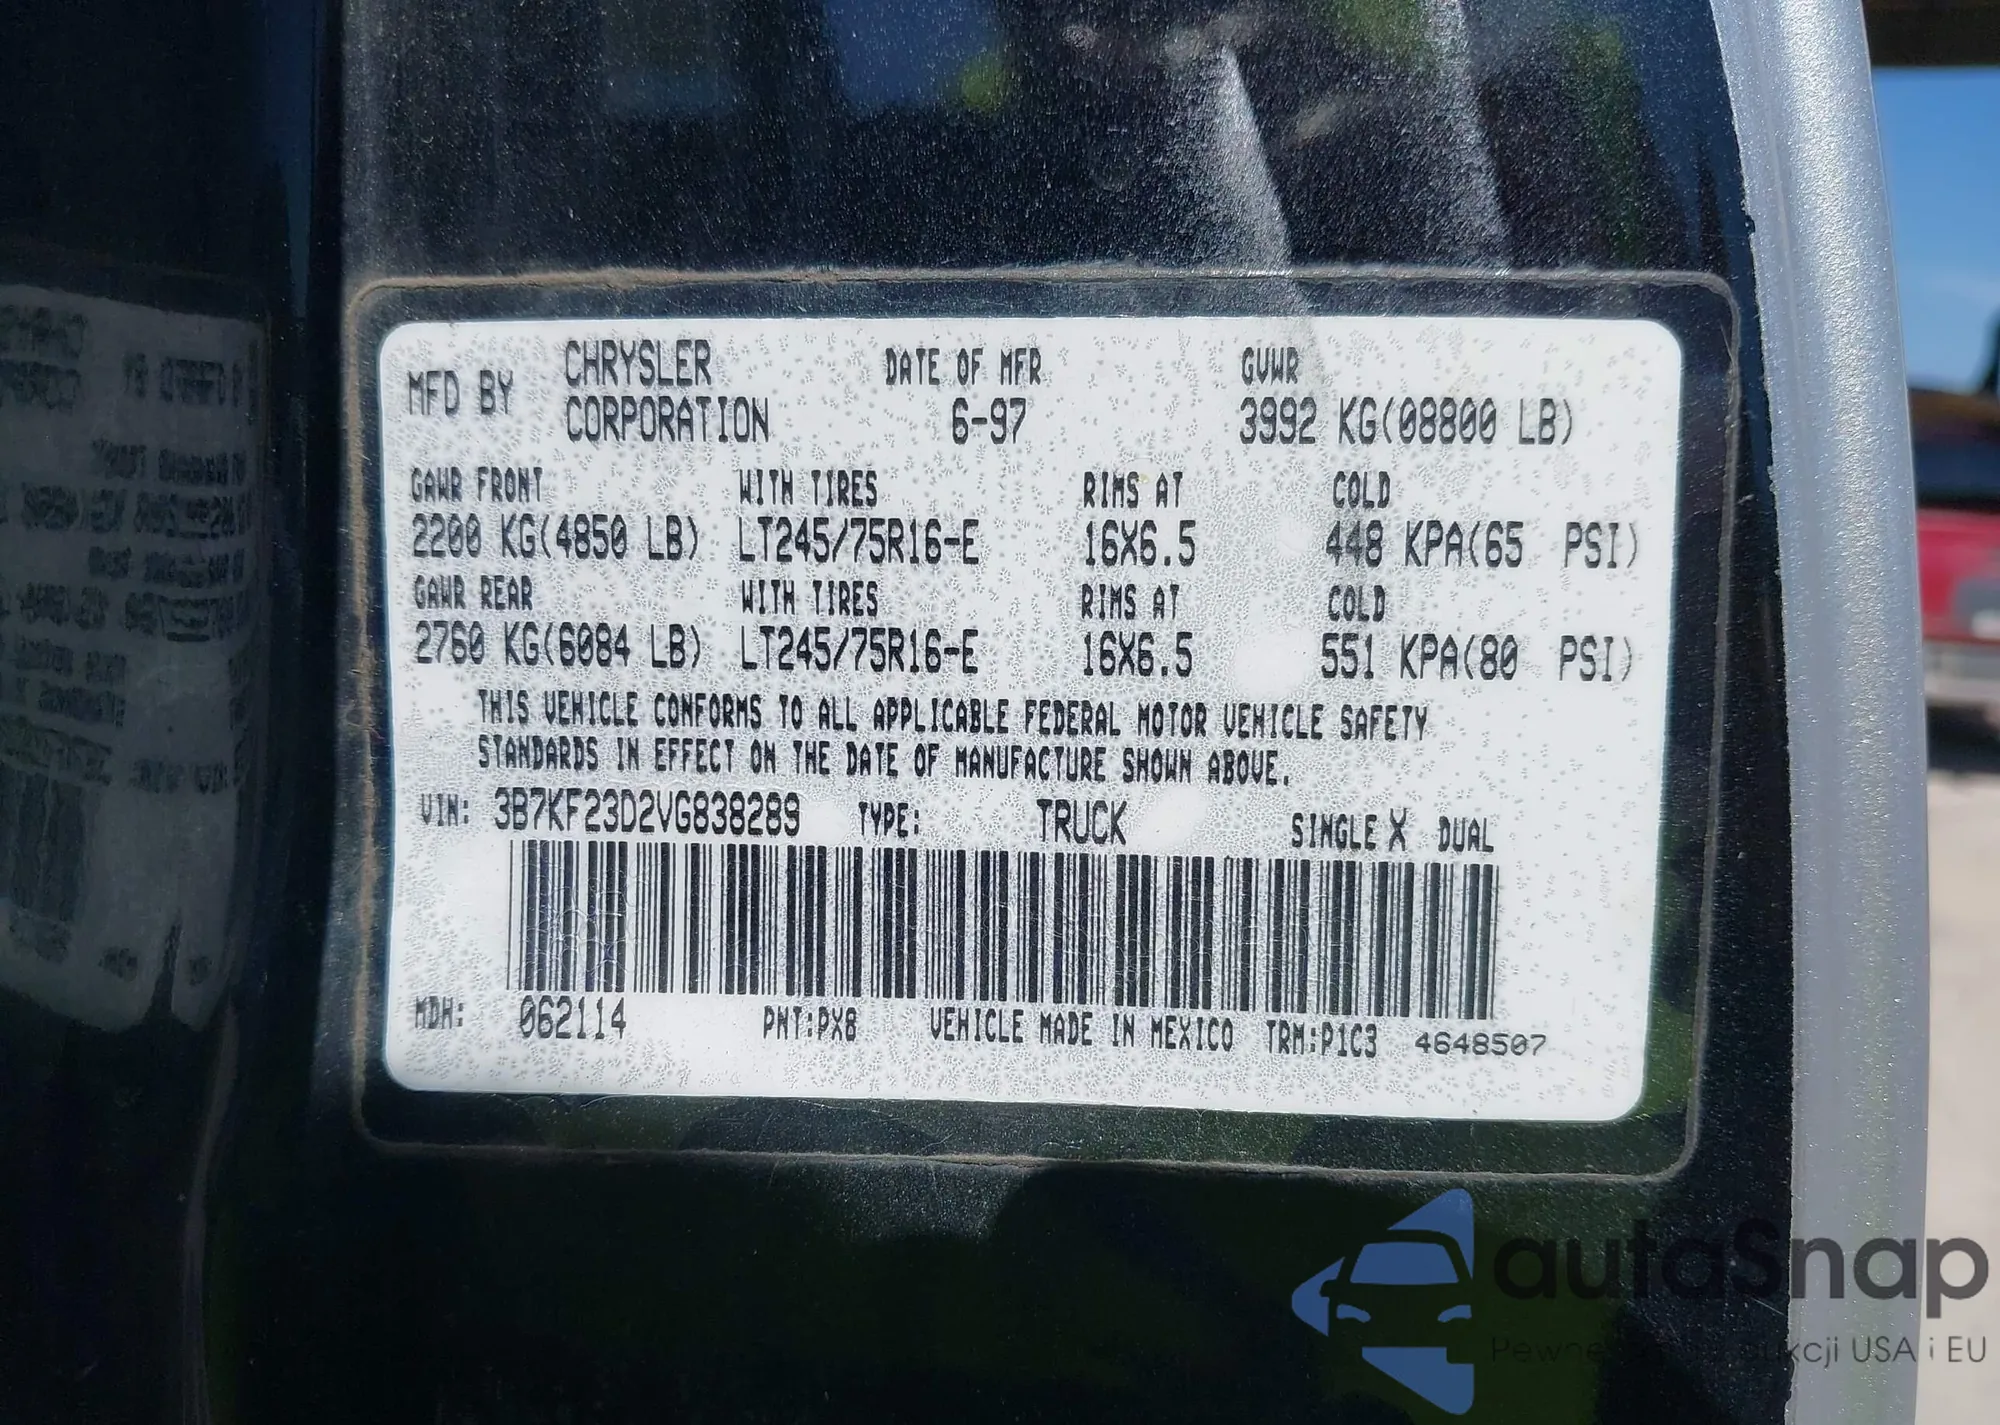 MFD BY CHRYSLER CORPORATION DATE OF MFR 6-97 GVWR 3992 KG(08800 LB)
GAWR FRONT WITH TIRES RIMS AT COLD
2200 KG(4850 LB) LT245/75R16-E 16X6.5 448 KPA(65 PSI)
GAWR REAR WITH TIRES RIMS AT COLD
2760 KG(6084 LB) LT245/75R16-E 16X6.5 551 KPA(80 PSI)
THIS VEHICLE CONFORMS TO ALL APPLICABLE FEDERAL MOTOR VEHICLE SAFETY
STANDARDS IN EFFECT ON THE DATE OF MANUFACTURE SHOWN ABOVE.
VIN: 3B7KF23D2VG838289 TYPE: TRUCK SINGLE X DUAL
MDH: 062114 PNT:PX8 VEHICLE MADE IN MEXICO TRM:P1C3 4648507
autaSnap
USA i EU